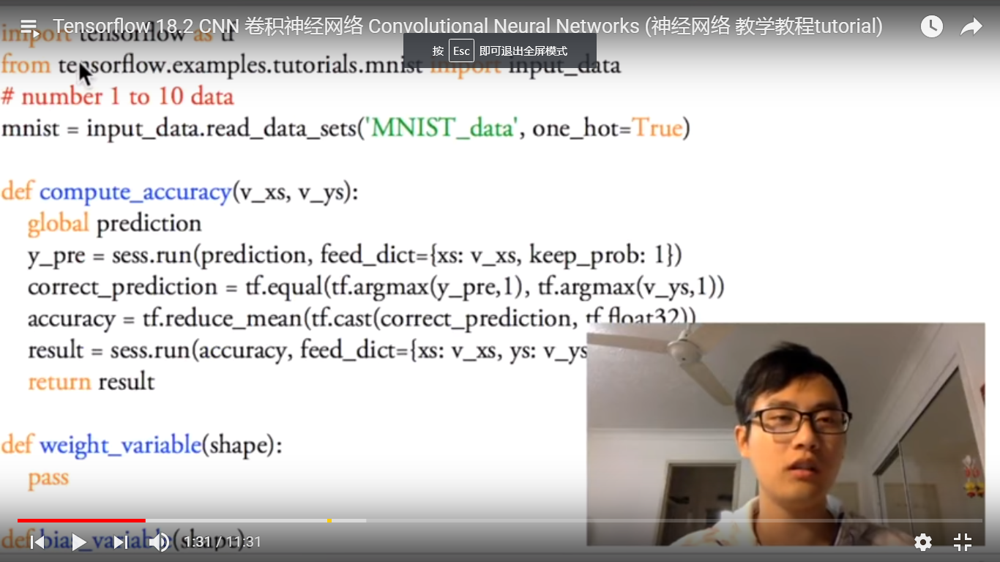 Tensorflow 18.2 CNN 卷积神经网络 Convolutional Neural Networks (神经网络 教学教程tutorial)
import tensorflow as tf
按 Esc 即可退出全屏模式
from tensorflow.examples.tutorials.mnist import input_data
# number 1 to 10 data
mnist = input_data.read_data_sets('MNIST_data', one_hot=True)
def compute_accuracy(v_xs, v_ys):
global prediction
y_pre = sess.run(prediction, feed_dict={xs: v_xs, keep_prob: 1})
correct_prediction = tf.equal(tf.argmax(y_pre,1), tf.argmax(v_ys,1))
accuracy = tf.reduce_mean(tf.cast(correct_prediction, tf.float32))
result = sess.run(accuracy, feed_dict={xs: v_xs, ys: v_ys
return result
def weight_variable(shape):
pass
def bias_variable(shape):
1:31 / 11:31